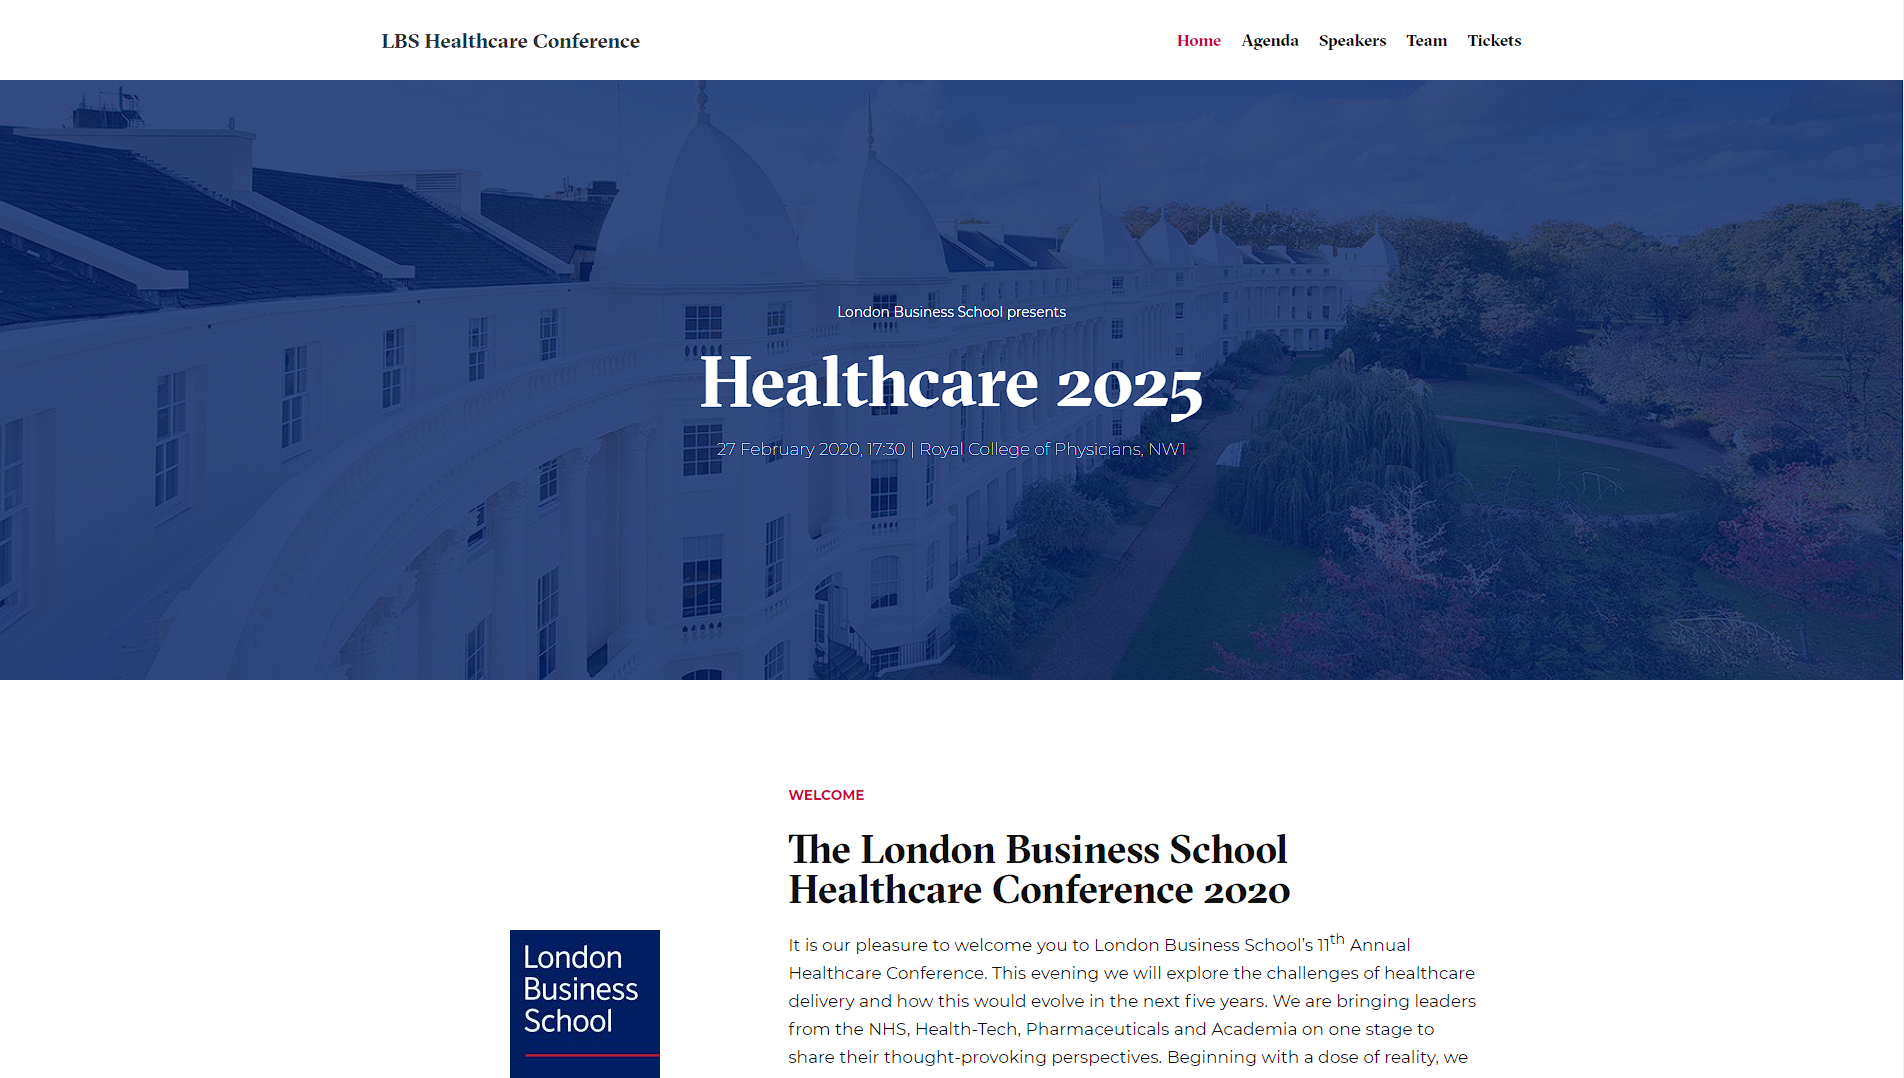 LBS Healthcare Conference
Home Agenda Speakers Team Tickets
London Business School presents
Healthcare 2025
27 February 2020, 17:30 | Royal College of Physicians, NW1
WELCOME
The London Business School
Healthcare Conference 2020
It is our pleasure to welcome you to London Business School's 11th Annual
Healthcare Conference. This evening we will explore the challenges of healthcare
delivery and how this would evolve in the next five years. We are bringing leaders
from the NHS, Health-Tech, Pharmaceuticals and Academia on one stage to
share their thought-provoking perspectives. Beginning with a dose of reality, we
London
Business
School